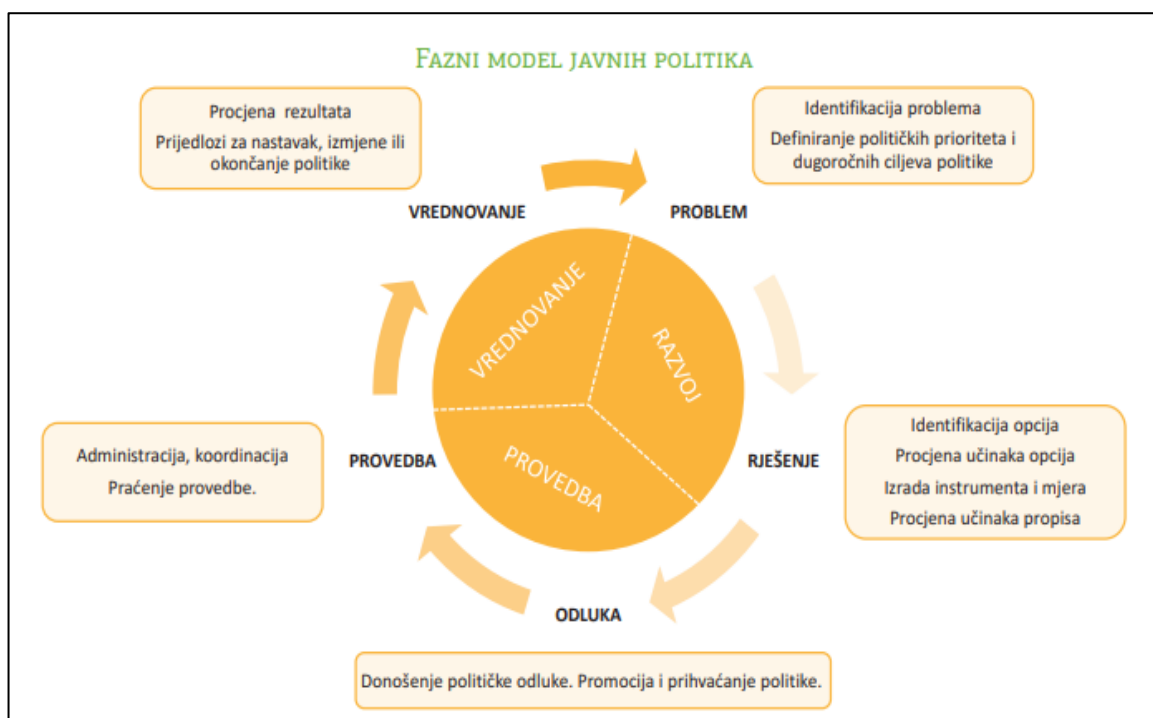 FAZNI MODEL JAVNIH POLITIKA
Procjena rezultata
Prijedlozi za nastavak, izmjene ili
okončanje politike
Identifikacija problema
Definiranje političkih prioriteta i
dugoročnih ciljeva politike
VREDNOVANJE
PROBLEM
VREDNOVANJE
RAZVOJ
PROVEDBA
Administracija, koordinacija
Praćenje provedbe.
PROVEDBA
RJEŠENJE
Identifikacija opcija
Procjena učinaka opcija
Izrada instrumenta i mjera
Procjena učinaka propisa
ODLUKA
Donošenje političke odluke. Promocija i prihvaćanje politike.